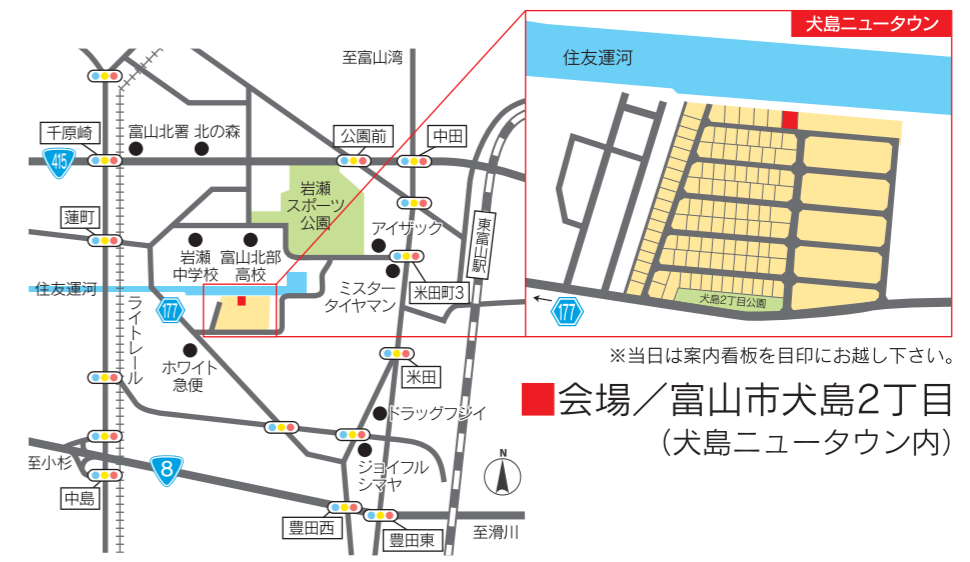 犬島ニュータウン
住友運河
犬島2丁目公園
177
至富山湾
千原崎
富山北署
北の森
公園前
中田
415
岩瀬
スポーツ
公園
蓮町
アイザック
東富山駅
岩瀬
中学校
富山北部
高校
ミスター
タイヤマン
米田町3
住友運河
177
ライトレール
ホワイト
急便
米田
ドラッグフジイ
至小杉
8
ジョイフル
シマヤ
中島
豊田西
豊田東
至滑川
N
※当日は案内看板を目印にお越し下さい。
■会場／富山市犬島2丁目
（犬島ニュータウン内）